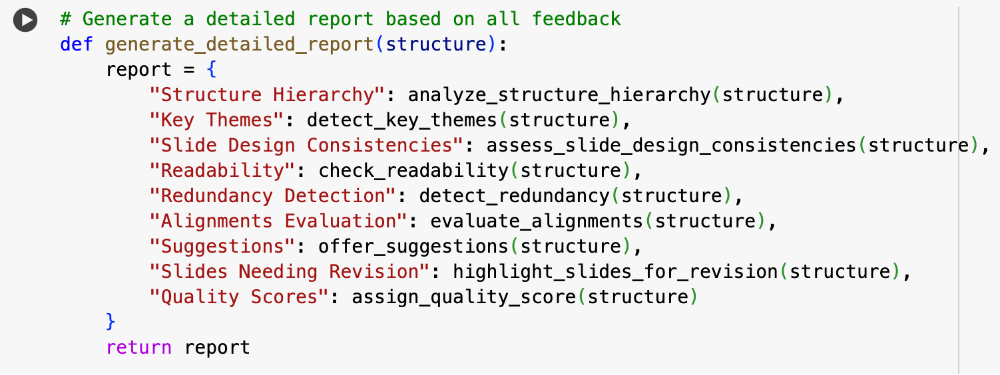 # Generate a detailed report based on all feedback
def generate_detailed_report(structure):
    report = {
        "Structure Hierarchy": analyze_structure_hierarchy(structure),
        "Key Themes": detect_key_themes(structure),
        "Slide Design Consistencies": assess_slide_design_consistencies(structure),
        "Readability": check_readability(structure),
        "Redundancy Detection": detect_redundancy(structure),
        "Alignments Evaluation": evaluate_alignments(structure),
        "Suggestions": offer_suggestions(structure),
        "Slides Needing Revision": highlight_slides_for_revision(structure),
        "Quality Scores": assign_quality_score(structure)
    }
    return report